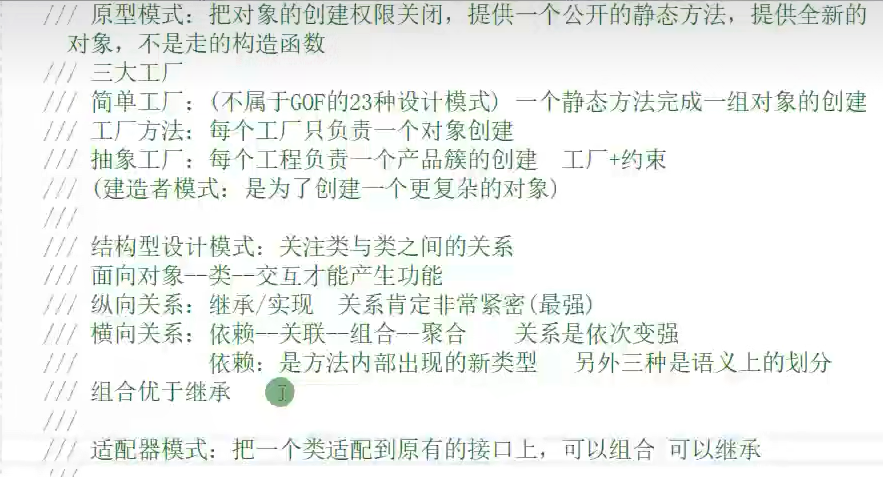 /// 原型模式：把对象的创建权限关闭，提供一个公开的静态方法，提供全新的
对象，不是走的构造函数
/// 三大工厂
/// 简单工厂：(不属于GOF的23种设计模式) 一个静态方法完成一组对象的创建
/// 工厂方法：每个工厂只负责一个对象创建
/// 抽象工厂：每个工程负责一个产品簇的创建 工厂+约束
/// (建造者模式：是为了创建一个更复杂的对象)
///
/// 结构型设计模式：关注类与类之间的关系
/// 面向对象--类--交互才能产生功能
/// 纵向关系：继承/实现 关系肯定非常紧密(最强)
/// 横向关系：依赖--关联--组合--聚合 关系是依次变强
/// 依赖：是方法内部出现的新类型 另外三种是语义上的划分
/// 组合优于继承
///
/// 适配器模式：把一个类适配到原有的接口上，可以组合 可以继承
///